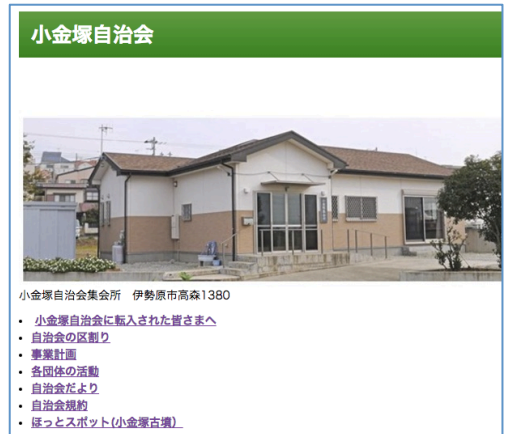 小金塚自治会
小金塚自治会集会所　伊勢原市高森1380
小金塚自治会に転入された皆さまへ
自治会の区割り
事業計画
各団体の活動
自治会だより
自治会規約
ほっとスポット(小金塚古墳）